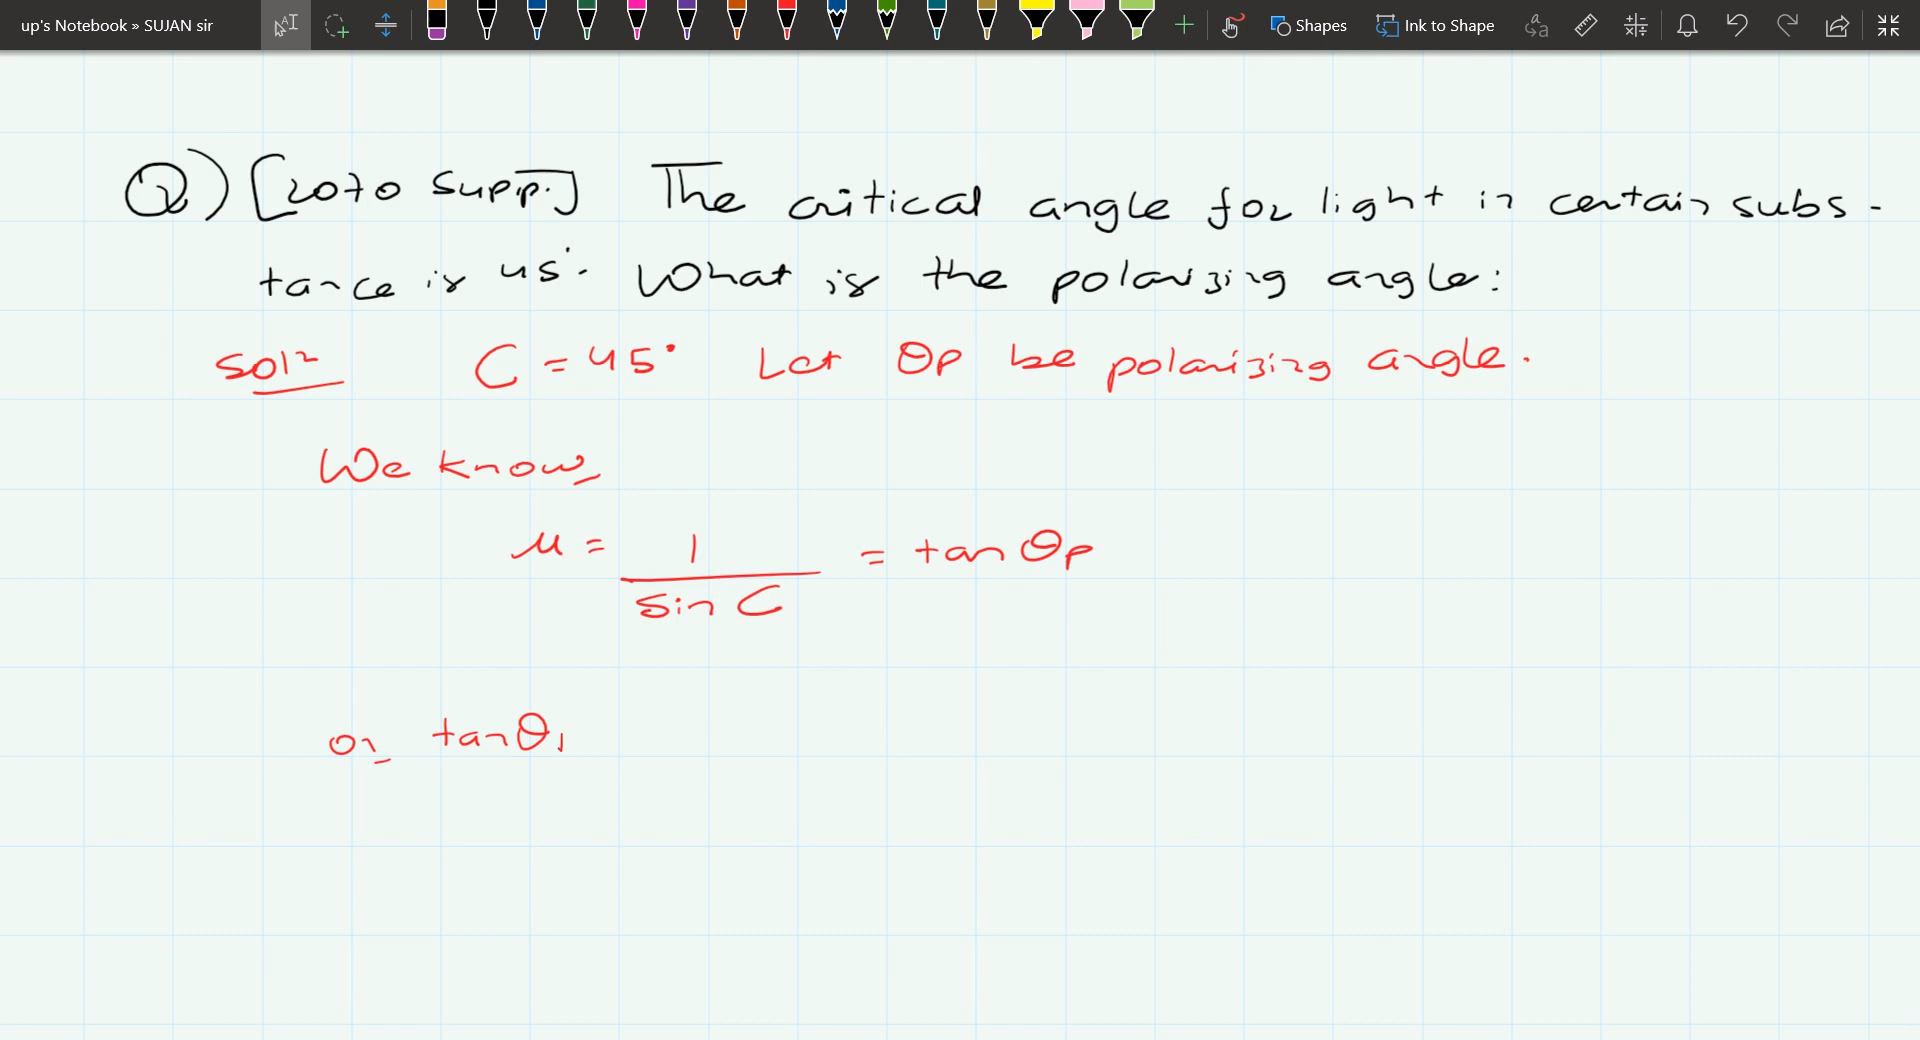 up's Notebook » SUJAN sir Shapes Ink to Shape
Q) [2070 Supp.] The critical angle for light in certain subs-
tance is 45°. What is the polarizing angle:
Solⁿ C = 45° Let θp be polarizing angle.
We know,
μ = 1 / sin C = tan θp
or, tanθ